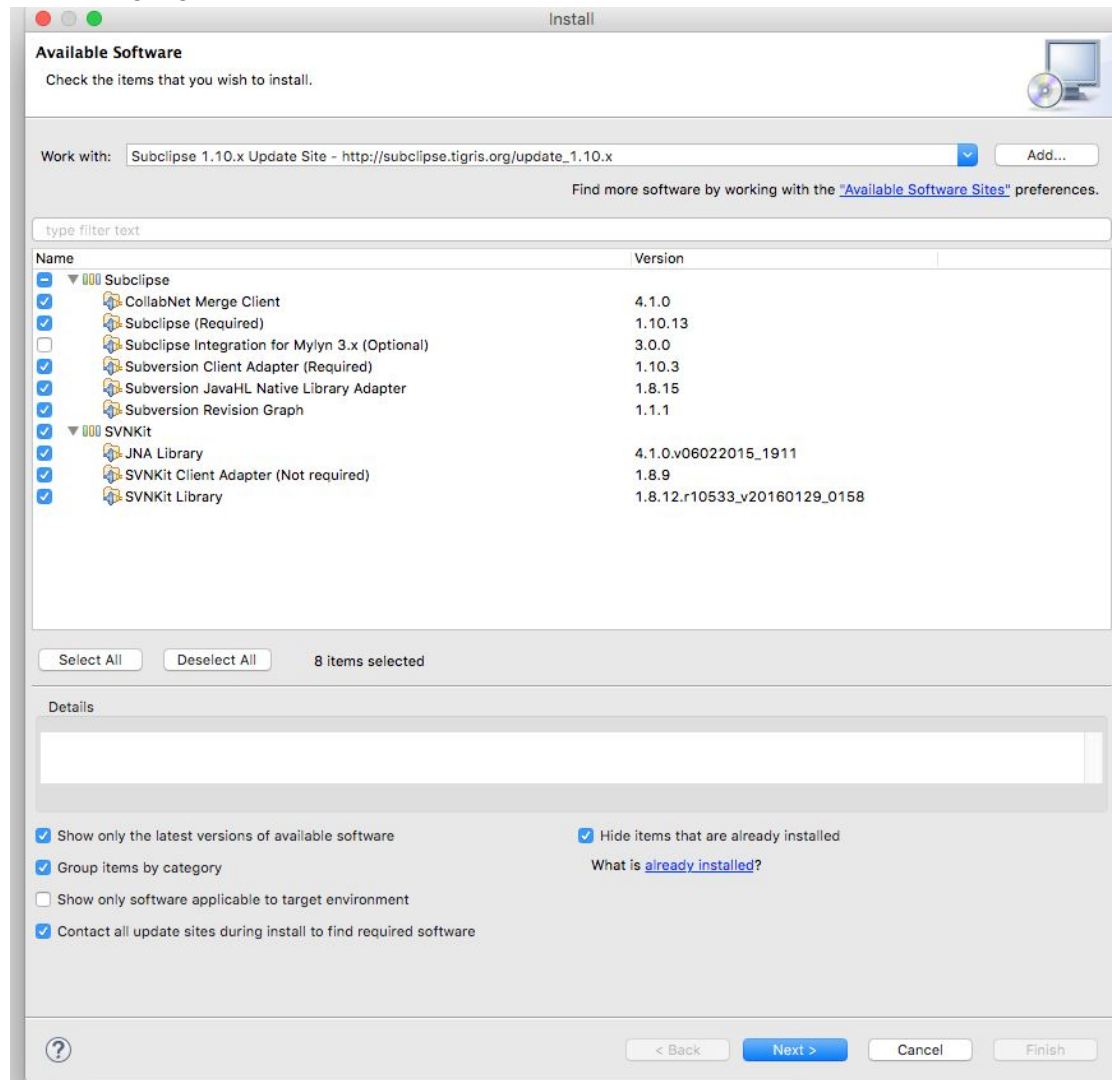 Install
Available Software
Check the items that you wish to install.
Work with: Subclipse 1.10.x Update Site - http://subclipse.tigris.org/update_1.10.x Add...
Find more software by working with the "Available Software Sites" preferences.
type filter text
Name Version
Subclipse
CollabNet Merge Client 4.1.0
Subclipse (Required) 1.10.13
Subclipse Integration for Mylyn 3.x (Optional) 3.0.0
Subversion Client Adapter (Required) 1.10.3
Subversion JavaHL Native Library Adapter 1.8.15
Subversion Revision Graph 1.1.1
SVNKit
JNA Library 4.1.0.v06022015_1911
SVNKit Client Adapter (Not required) 1.8.9
SVNKit Library 1.8.12.r10533_v20160129_0158
Select All Deselect All 8 items selected
Details
Show only the latest versions of available software Hide items that are already installed
Group items by category What is already installed?
Show only software applicable to target environment
Contact all update sites during install to find required software
? < Back Next > Cancel Finish